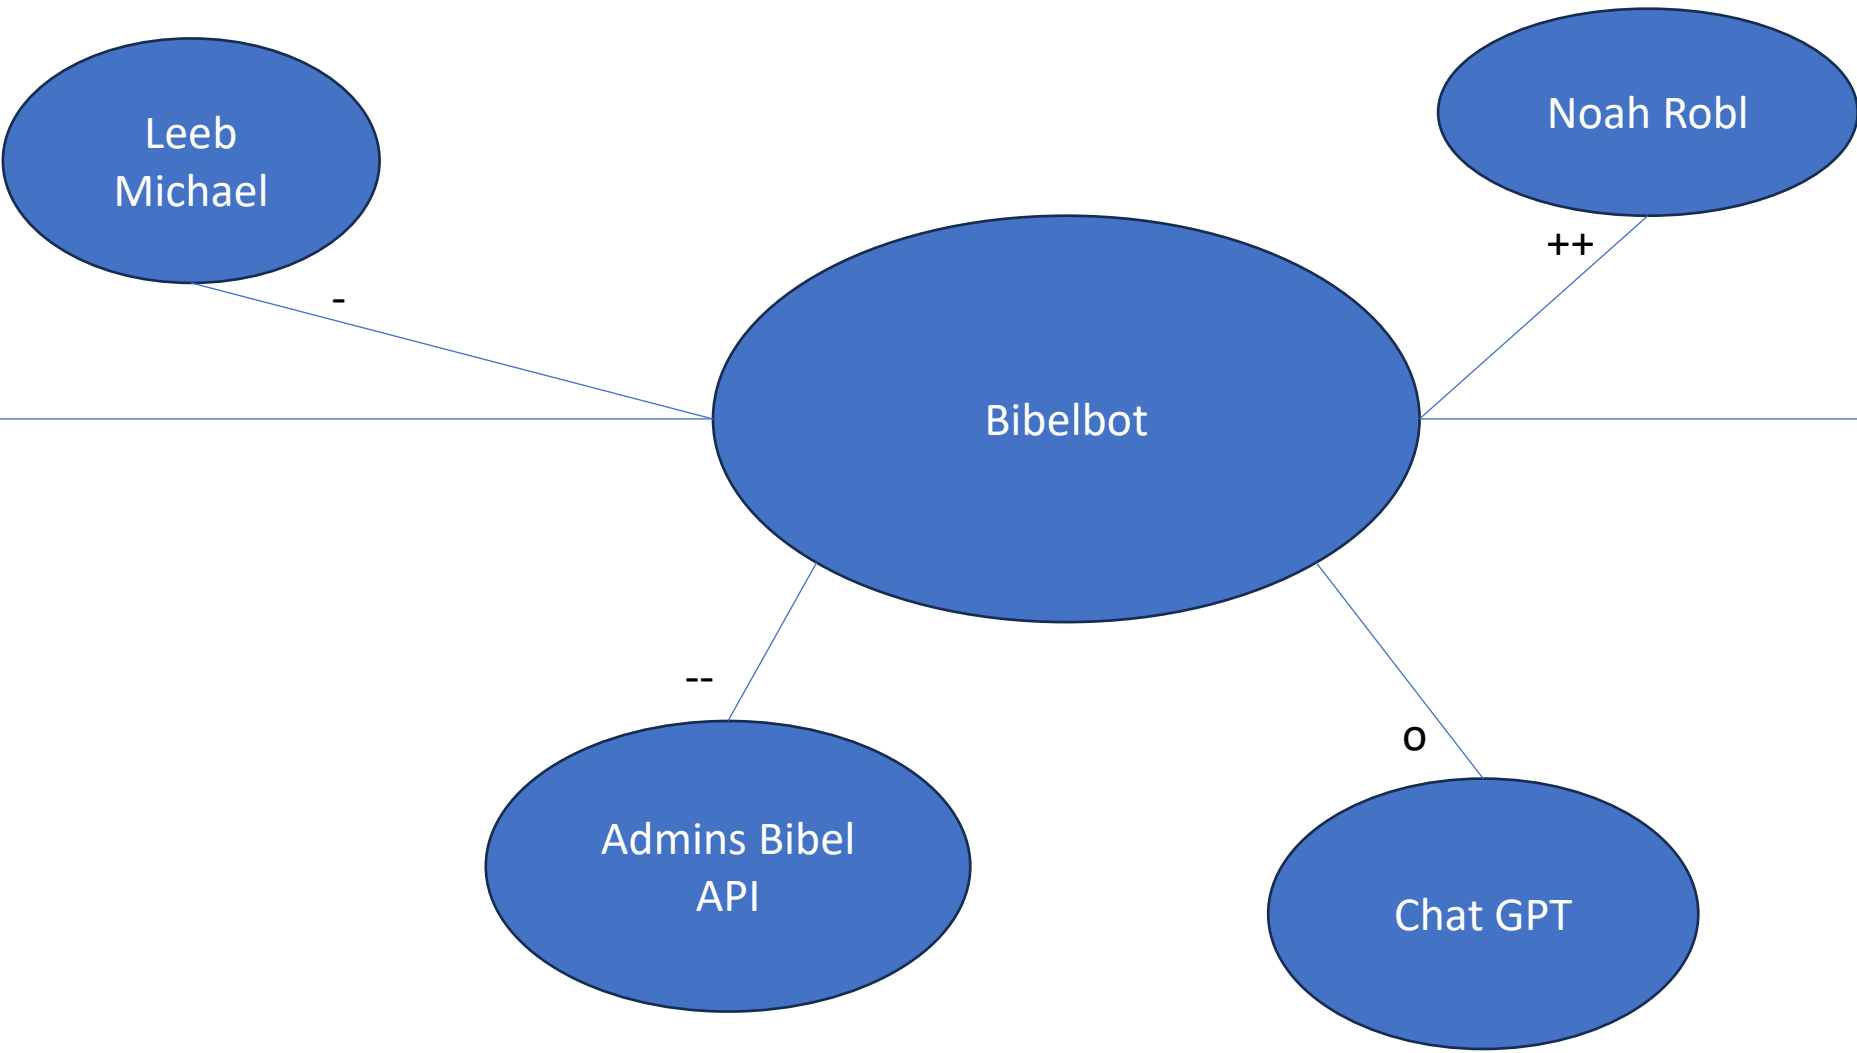 Leeb
Michael
Noah Robl
++
-
Bibelbot
--
o
Admins Bibel
API
Chat GPT